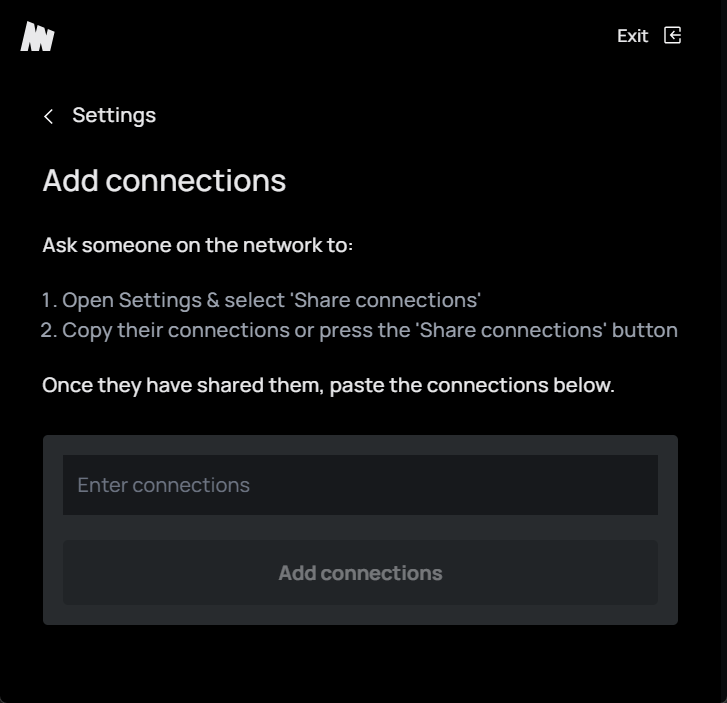 Exit
Settings
Add connections
Ask someone on the network to:
1. Open Settings & select 'Share connections'
2. Copy their connections or press the 'Share connections' button
Once they have shared them, paste the connections below.
Enter connections
Add connections